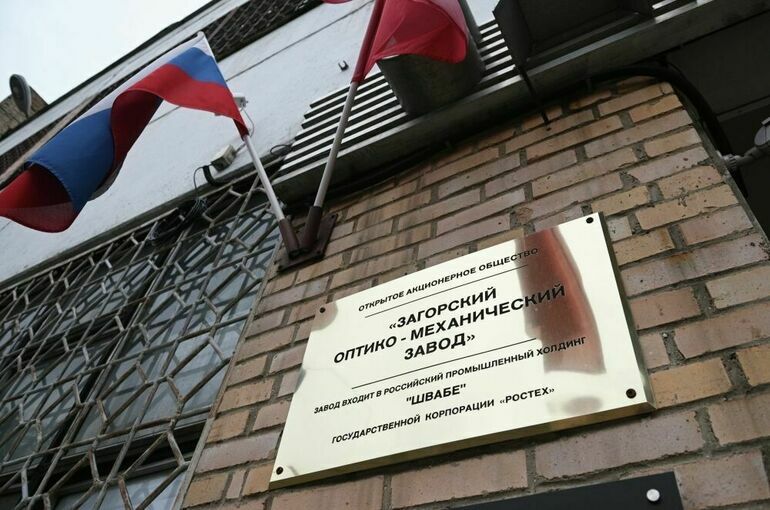 ОТКРЫТОЕ АКЦИОНЕРНОЕ ОБЩЕСТВО
«ЗАГОРСКИЙ
ОПТИКО - МЕХАНИЧЕСКИЙ
ЗАВОД»
ЗАВОД ВХОДИТ В РОССИЙСКИЙ ПРОМЫШЛЕННЫЙ ХОЛДИНГ
"ШВАБЕ"
ГОСУДАРСТВЕННОЙ КОРПОРАЦИИ «РОСТЕХ»